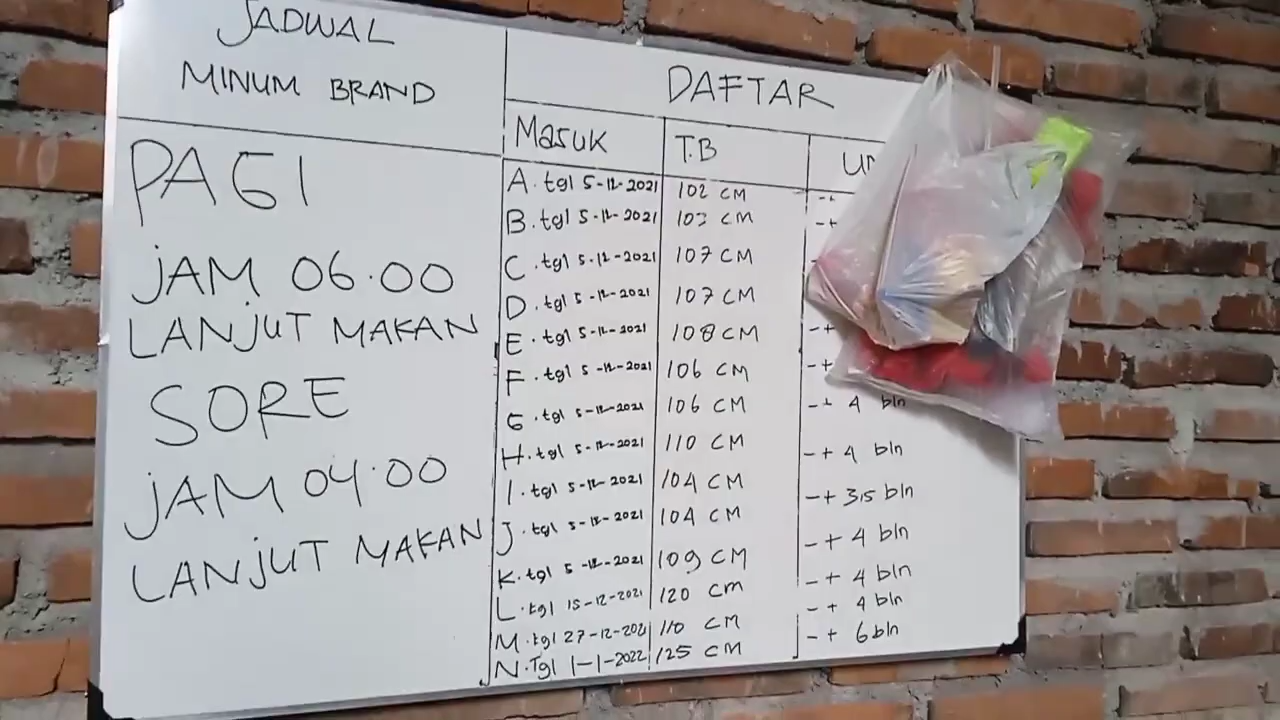 JADWAL
MINUM BRAND
PAGI
JAM 06.00
LANJUT MAKAN
SORE
JAM 04.00
LANJUT MAKAN
DAFTAR
Masuk T.B
A. tgl 5-12-2021 102 CM -+
B. tgl 5-12-2021 103 CM -+
C. tgl 5-12-2021 107 CM
D. tgl 5-12-2021 107 CM
E. tgl 5-12-2021 108 CM -+
F. tgl 5-12-2021 106 CM -+
G. tgl 5-12-2021 106 CM -+ 4 bln
H. tgl 5-12-2021 110 CM -+ 4 bln
I. tgl 5-12-2021 104 CM -+ 3,5 bln
J. tgl 5-12-2021 104 CM -+ 4 bln
K. tgl 5-12-2021 109 CM -+ 4 bln
L. tgl 15-12-2021 120 cm -+ 4 bln
M. tgl 27-12-2021 110 CM -+ 6 bln
N. Tgl 1-1-2022 125 CM